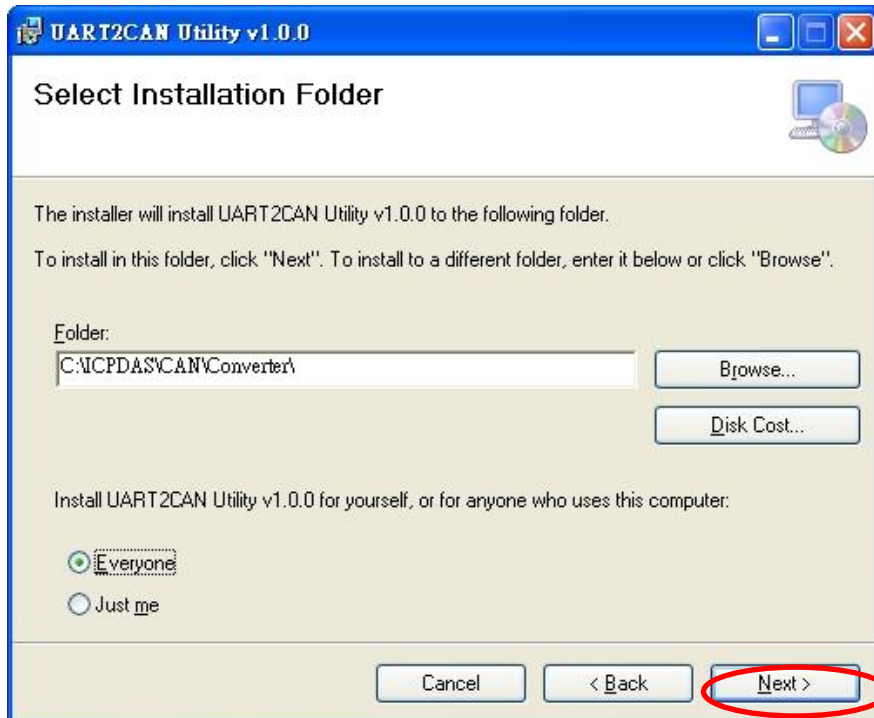 UART2CAN Utility v1.0.0
Select Installation Folder
The installer will install UART2CAN Utility v1.0.0 to the following folder.
To install in this folder, click "Next". To install to a different folder, enter it below or click "Browse".
Folder:
C:\ICPDAS\CAN\Converter\
Browse...
Disk Cost...
Install UART2CAN Utility v1.0.0 for yourself, or for anyone who uses this computer:
Everyone
Just me
Cancel
< Back
Next >